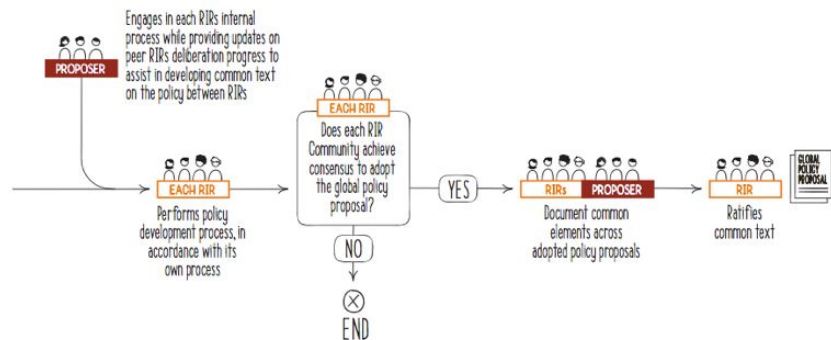 Engages in each RIRs internal
process while providing updates on
peer RIRs deliberation progress to
assist in developing common text
on the policy between RIRs
PROPOSER
EACH RIR
Performs policy
development process, in
accordance with its
own process
EACH RIR
Does each RIR
Community achieve
consensus to adopt
the global policy
proposal?
NO
END
YES
RIRs PROPOSER
Document common
elements across
adopted policy proposals
RIR
Ratifies
common text
GLOBAL
POLICY
PROPOSAL